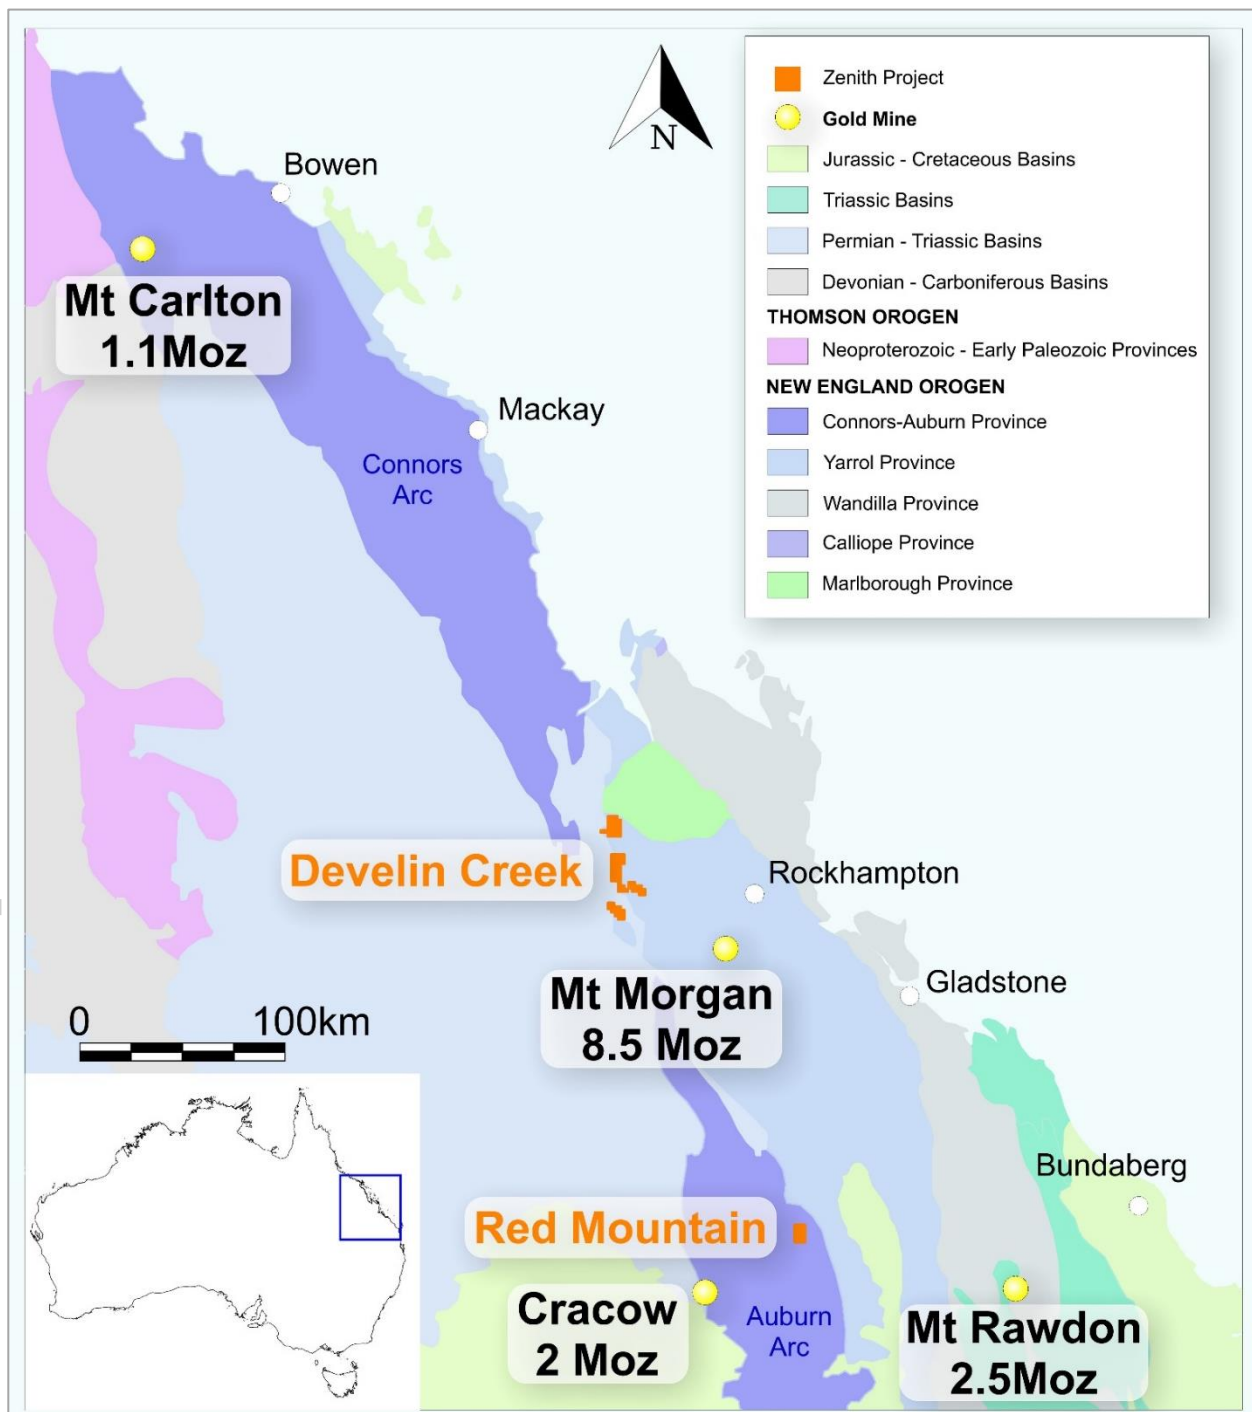 Zenith Project
Gold Mine
Jurassic - Cretaceous Basins
Triassic Basins
Permian - Triassic Basins
Devonian - Carboniferous Basins
THOMSON OROGEN
Neoproterozoic - Early Paleozoic Provinces
NEW ENGLAND OROGEN
Connors-Auburn Province
Yarrol Province
Wandilla Province
Calliope Province
Marlborough Province
N
Bowen
Mt Carlton
1.1Moz
Mackay
Connors
Arc
Develin Creek
Rockhampton
Mt Morgan
8.5 Moz
Gladstone
0 100km
Bundaberg
Red Mountain
Cracow
2 Moz
Auburn
Arc
Mt Rawdon
2.5Moz